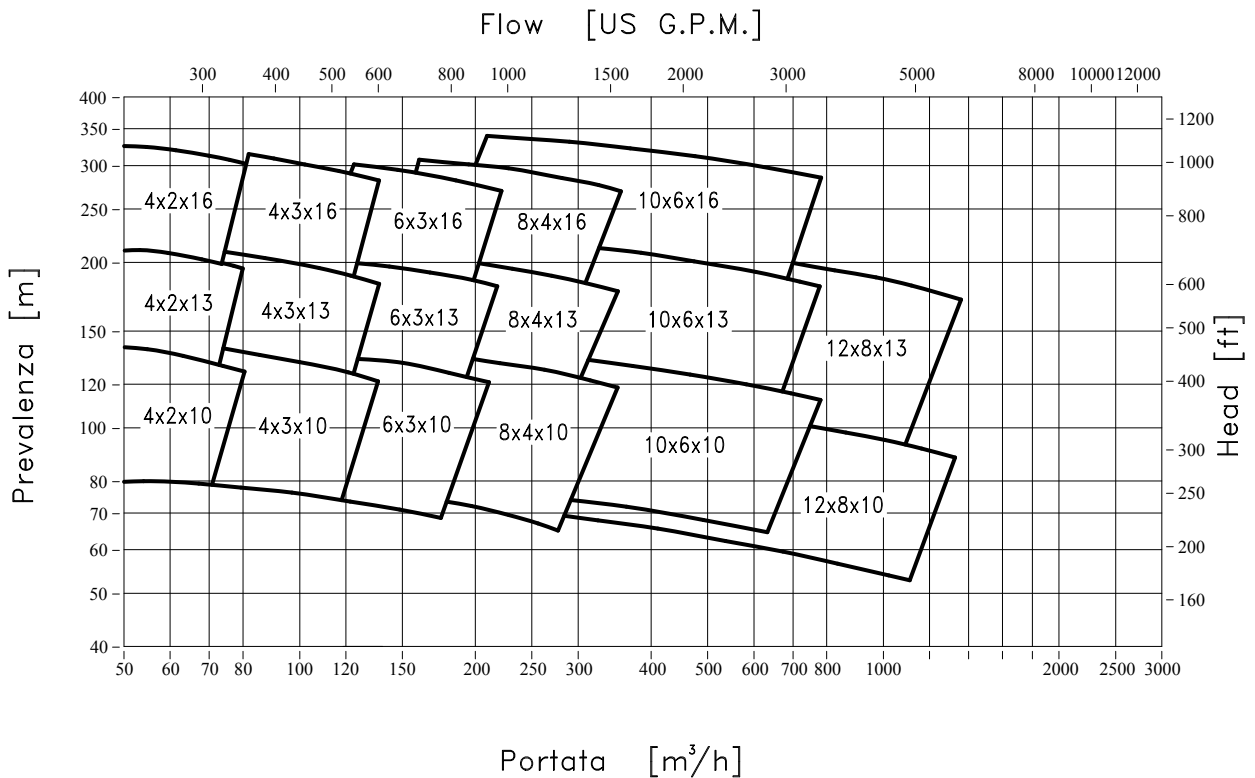 Flow [US G.P.M.]
300 400 500 600 800 1000 1500 2000 3000 5000 8000 10000 12000
400
350
300
250
200
150
120
100
80
70
60
50
40
Prevalenza [m]
1200
1000
800
600
500
400
300
250
200
160
Head [ft]
4x2x16
4x3x16
6x3x16
8x4x16
10x6x16
4x2x13
4x3x13
6x3x13
8x4x13
10x6x13
12x8x13
4x2x10
4x3x10
6x3x10
8x4x10
10x6x10
12x8x10
50 60 70 80 100 120 150 200 250 300 400 500 600 700 800 1000 2000 2500 3000
Portata [m³/h]